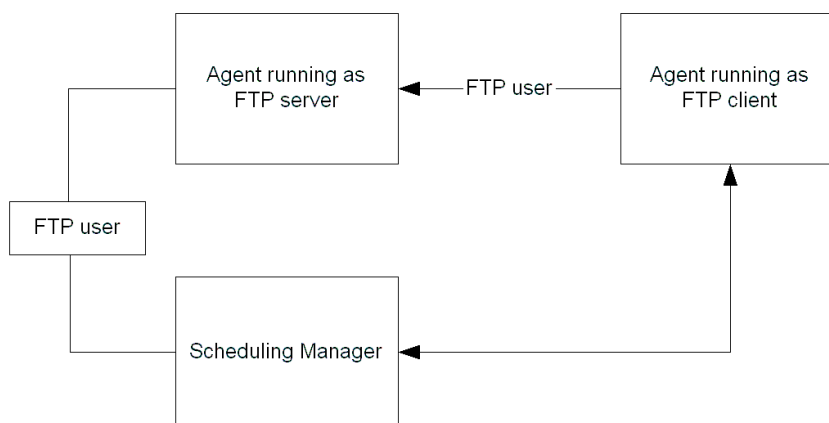 Agent running as
FTP server
FTP user
Agent running as
FTP client
FTP user
Scheduling Manager